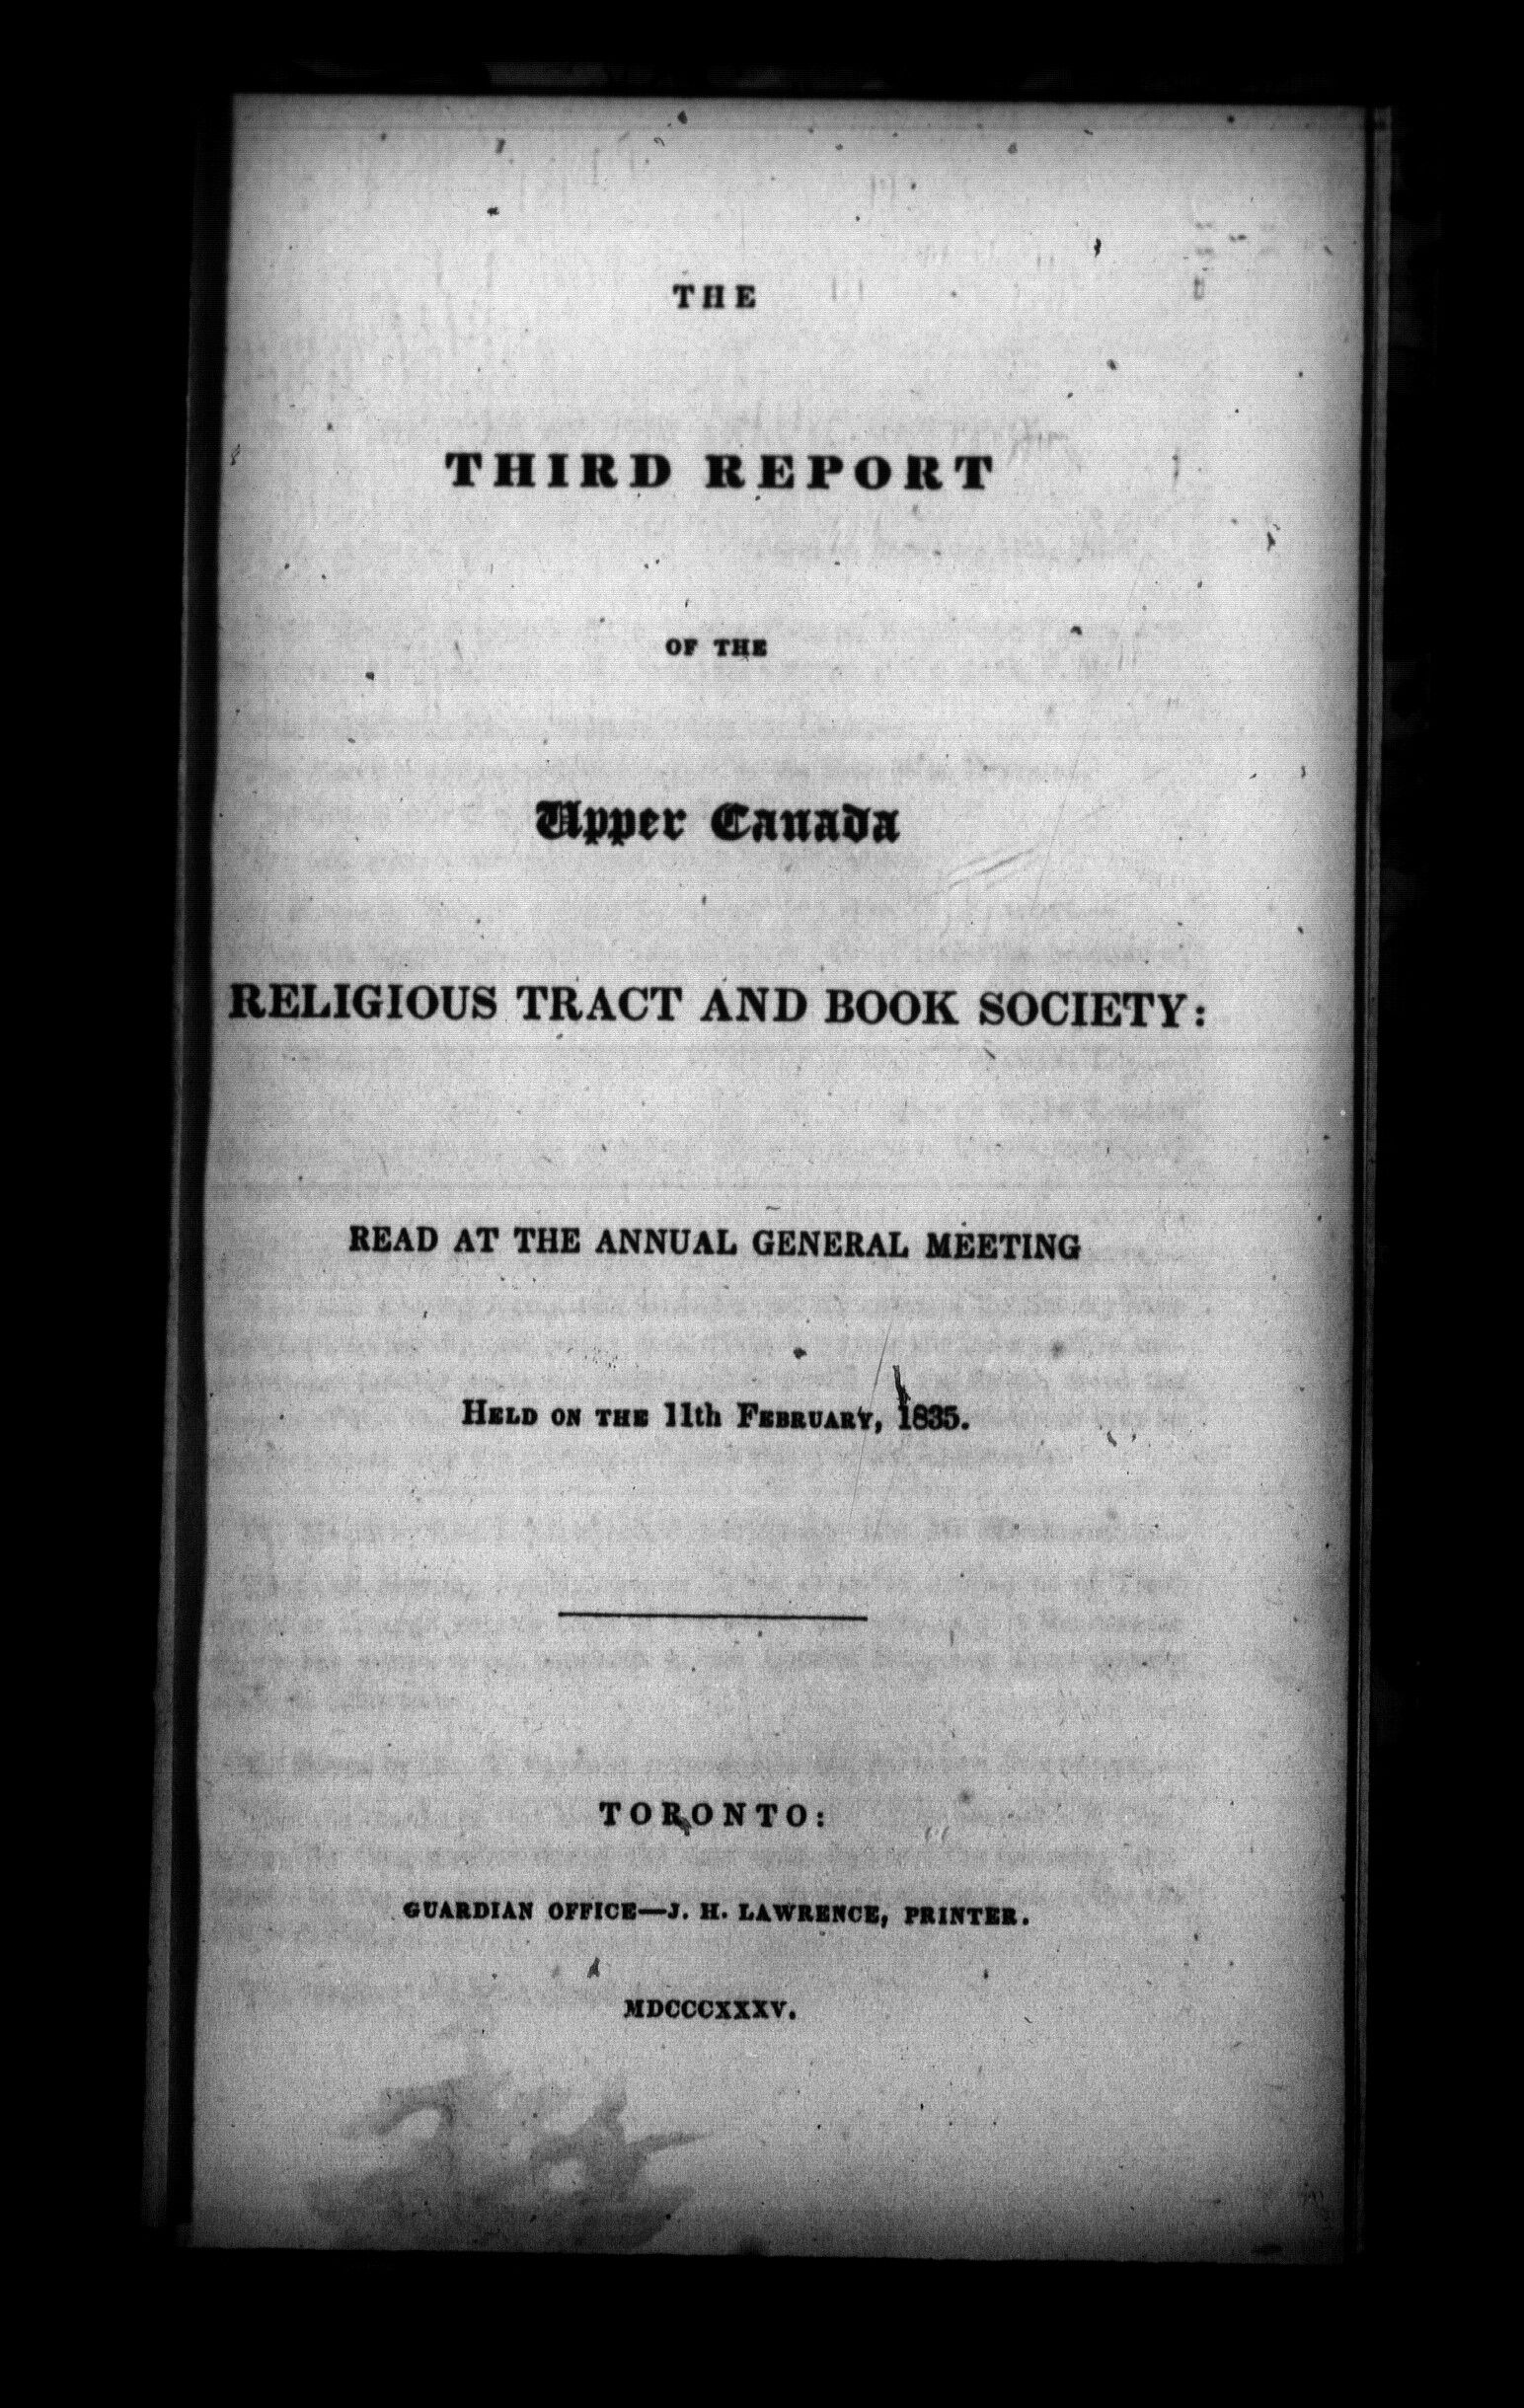 THE
THIRD REPORT
OF THE
Upper Canada
RELIGIOUS TRACT AND BOOK SOCIETY:
READ AT THE ANNUAL GENERAL MEETING
HELD ON THE 11th FEBRUARY, 1835.
TORONTO:
GUARDIAN OFFICE—J. H. LAWRENCE, PRINTER.
MDCCCXXXV.